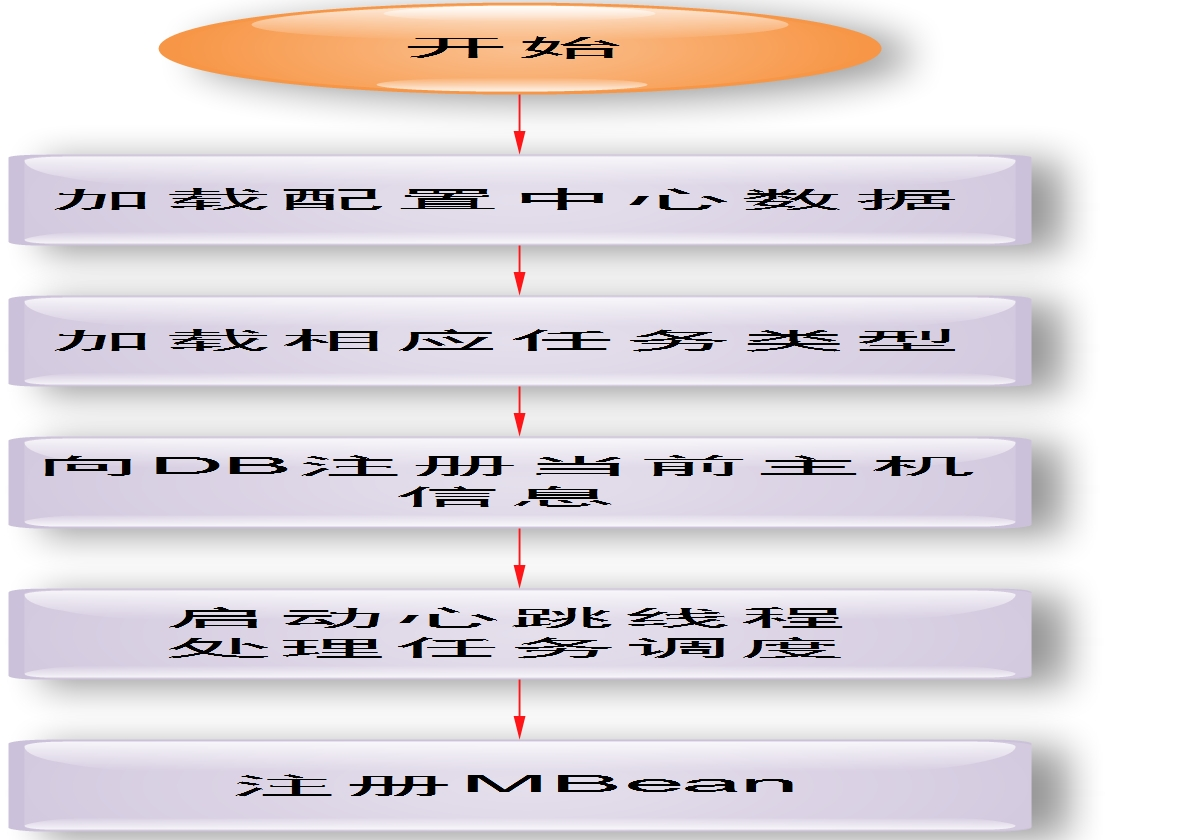 开始
加载配置中心数据
加载相应任务类型
向DB注册当前主机
信息
启动心跳线程
处理任务调度
注册MBean